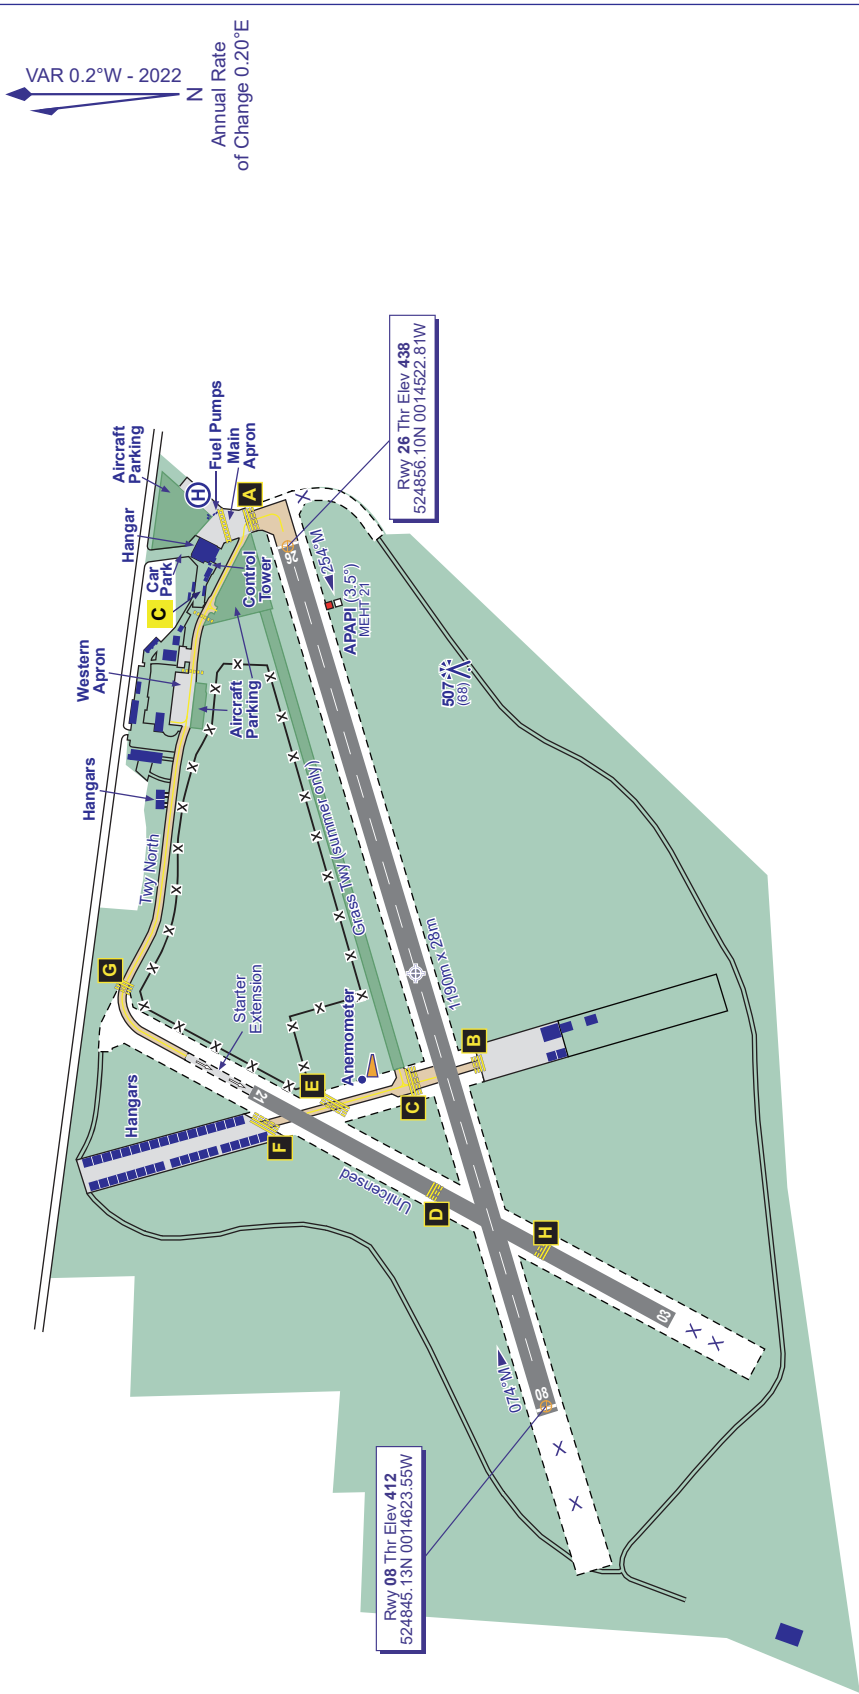 VAR 0.2°W - 2022
N
Annual Rate
of Change 0.20°E
Rwy 26 Thr Elev 438
524856.10N 0014522.81W
Aircraft
Parking
Fuel Pumps
Main
Apron
H
A
Hangar
Car
Park
C
Control
Tower
26
254°M
APAPI (3.5°)
MEHT 21
507
(68)
Western
Apron
Aircraft
Parking
Hangars
Twy North
Grass Twy (summer only)
1190m x 28m
G
Starter
Extension
Anemometer
B
C
E
F
21
Hangars
Unlicensed
D
H
03
074°M
08
Rwy 08 Thr Elev 412
524845.13N 0014623.55W